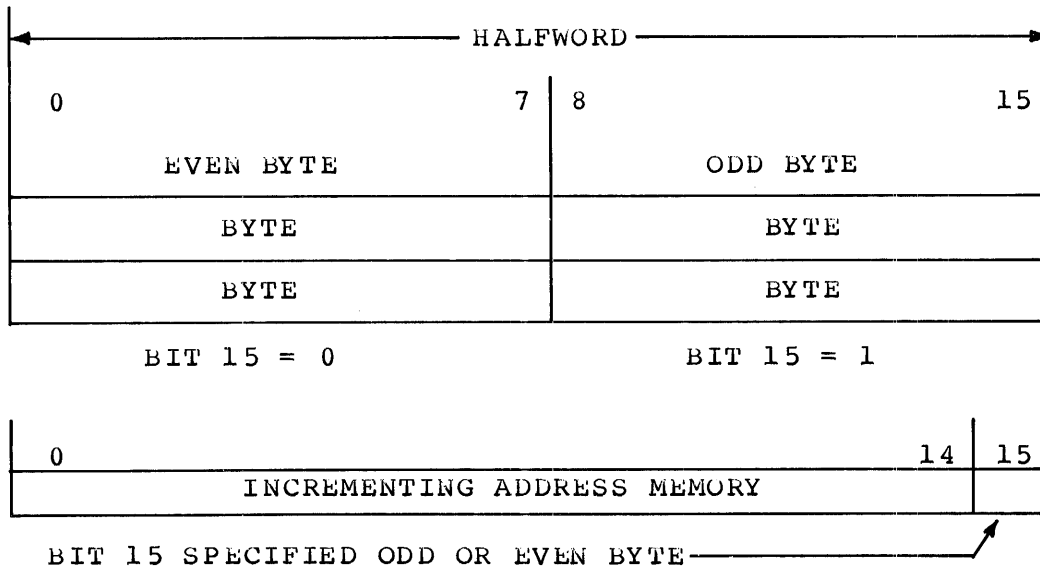 HALFWORD
0 7 8 15
EVEN BYTE ODD BYTE
BYTE BYTE
BYTE BYTE
BIT 15 = 0 BIT 15 = 1
0 14 15
INCREMENTING ADDRESS MEMORY
BIT 15 SPECIFIED ODD OR EVEN BYTE